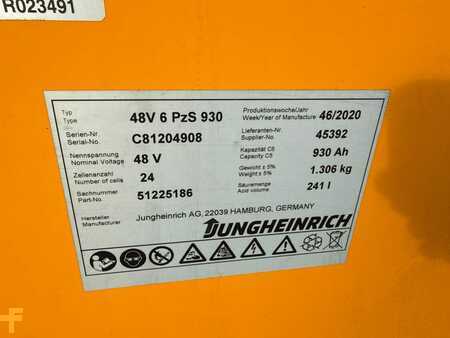 R023491
Typ
Type 48V 6 PzS 930 Produktionswoche/Jahr
Week/Year of Manufacture 46/2020
Serien-Nr.
Serial-No. C81204908 Lieferanten-Nr.
Supplier-No. 45392
Nennspannung
Nominal Voltage 48 V Kapazität C5
Capacity C5 930 Ah
Zellenanzahl
Number of cells 24 Gewicht ± 5%
Weight ± 5% 1.306 kg
Sachnummer
Part-No. 51225186 Säuremenge
Acid volume 241 l
Hersteller
Manufacturer Jungheinrich AG, 22039 HAMBURG, GERMANY
JUNGHEINRICH
Pb